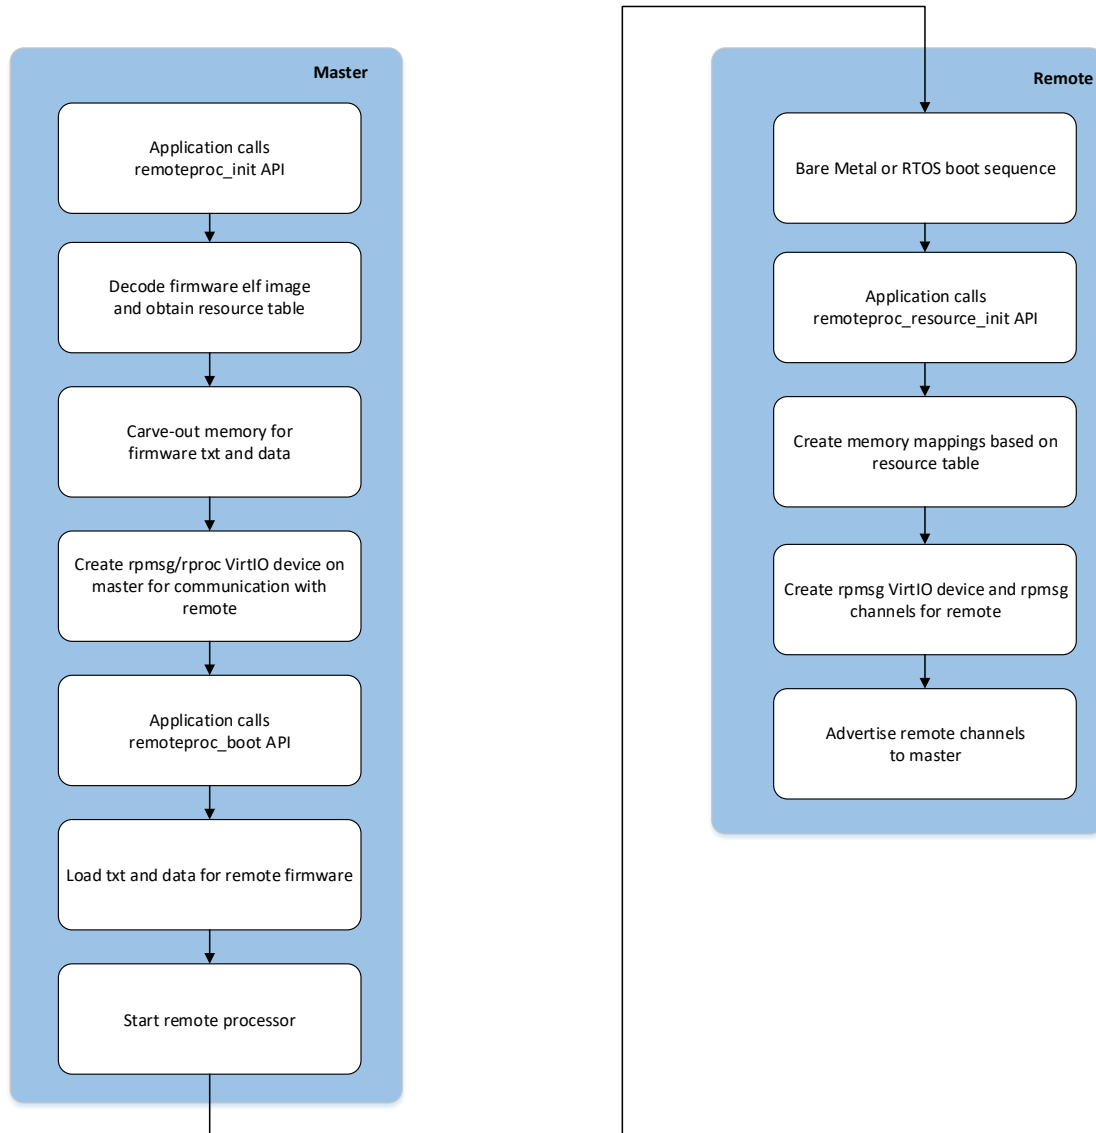 Master
Application calls
remoteproc_init API
Decode firmware elf image
and obtain resource table
Carve-out memory for
firmware txt and data
Create rpmsg/rproc VirtIO device on
master for communication with
remote
Application calls
remoteproc_boot API
Load txt and data for remote firmware
Start remote processor
Remote
Bare Metal or RTOS boot sequence
Application calls
remoteproc_resource_init API
Create memory mappings based on
resource table
Create rpmsg VirtIO device and rpmsg
channels for remote
Advertise remote channels
to master